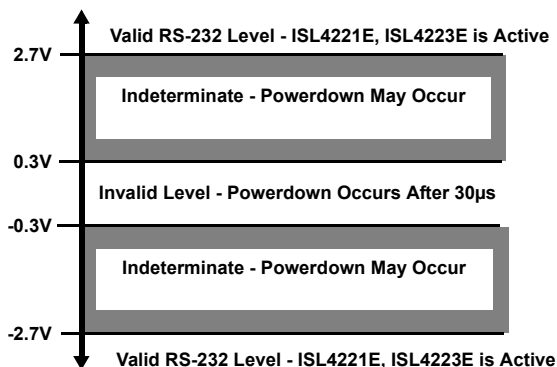 Valid RS-232 Level - ISL4221E, ISL4223E is Active
2.7V
Indeterminate - Powerdown May Occur
0.3V
Invalid Level - Powerdown Occurs After 30µs
-0.3V
Indeterminate - Powerdown May Occur
-2.7V
Valid RS-232 Level - ISL4221E, ISL4223E is Active